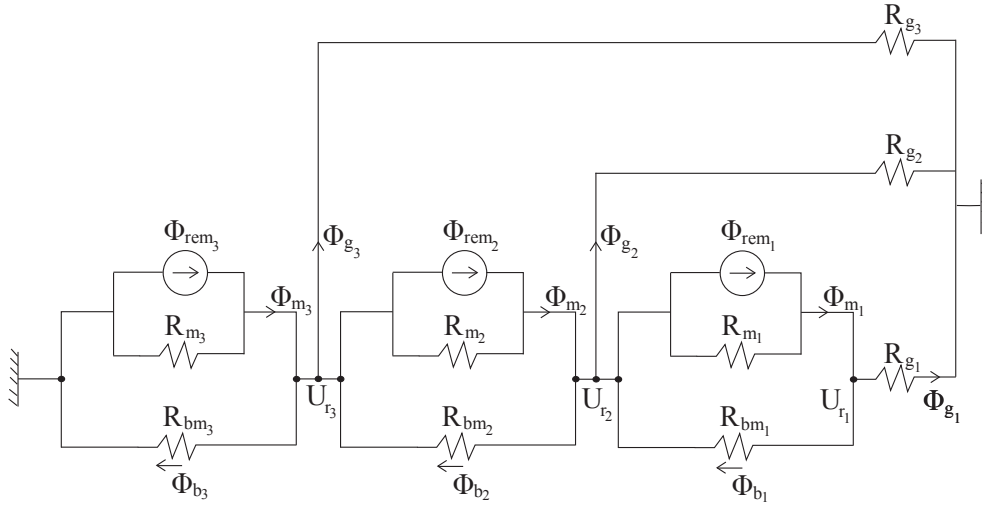 R_g3
R_g2
Φ_rem3
Φ_g3
Φ_rem2
Φ_g2
Φ_rem1
Φ_m3
Φ_m2
Φ_m1
R_m3
R_m2
R_m1
R_g1
U_r3
U_r2
U_r1
Φ_g1
R_bm3
R_bm2
R_bm1
Φ_b3
Φ_b2
Φ_b1